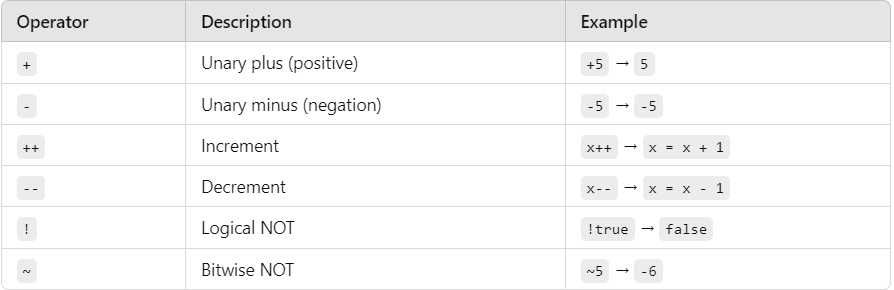 Operator Description Example
+ Unary plus (positive) +5 → 5
- Unary minus (negation) -5 → -5
++ Increment x++ → x = x + 1
-- Decrement x-- → x = x - 1
! Logical NOT !true → false
~ Bitwise NOT ~5 → -6